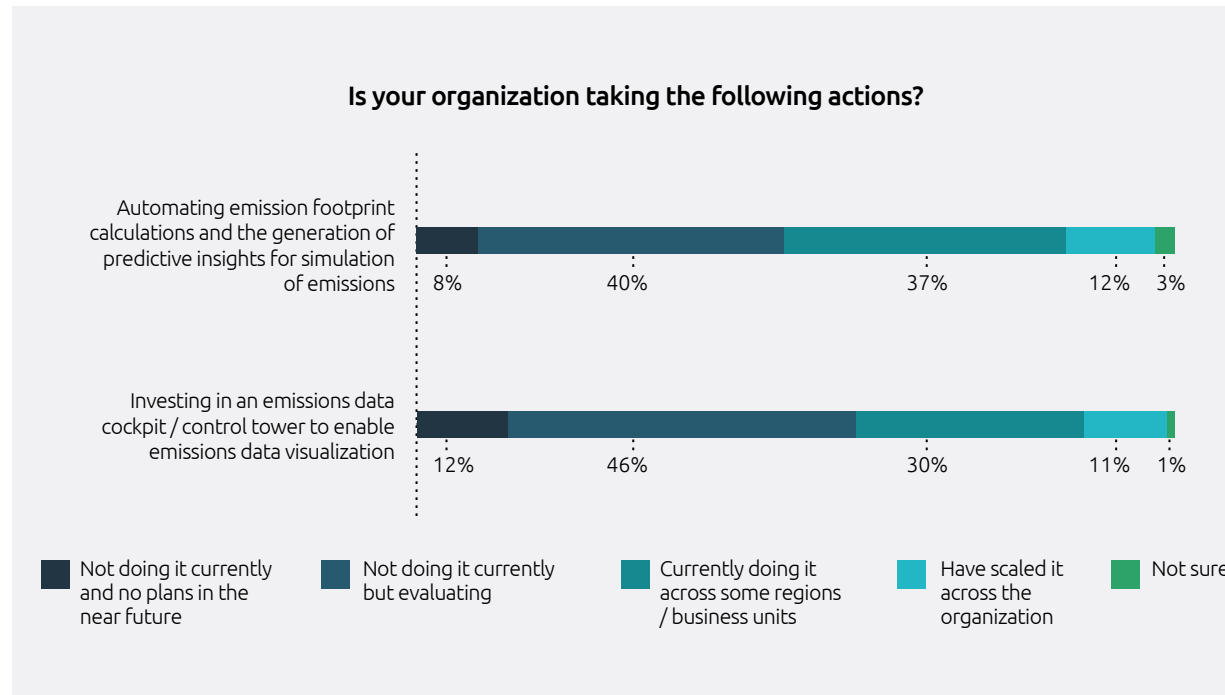 Is your organization taking the following actions?
Automating emission footprint
calculations and the generation of
predictive insights for simulation
of emissions
8%
40%
37%
12%
3%
Investing in an emissions data
cockpit / control tower to enable
emissions data visualization
12%
46%
30%
11%
1%
Not doing it currently
and no plans in the
near future
Not doing it currently
but evaluating
Currently doing it
across some regions
/ business units
Have scaled it
across the
organization
Not sure